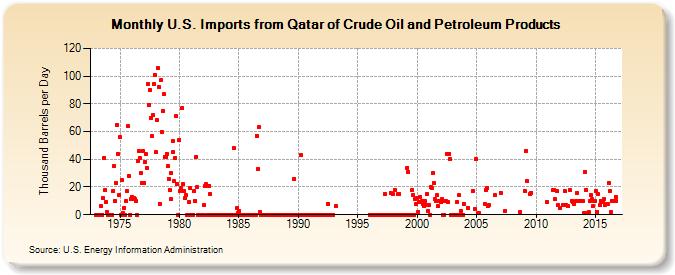 Monthly U.S. Imports from Qatar of Crude Oil and Petroleum Products
Thousand Barrels per Day
120
100
80
60
40
20
0
1975 1980 1985 1990 1995 2000 2005 2010 2015
Source: U.S. Energy Information Administration